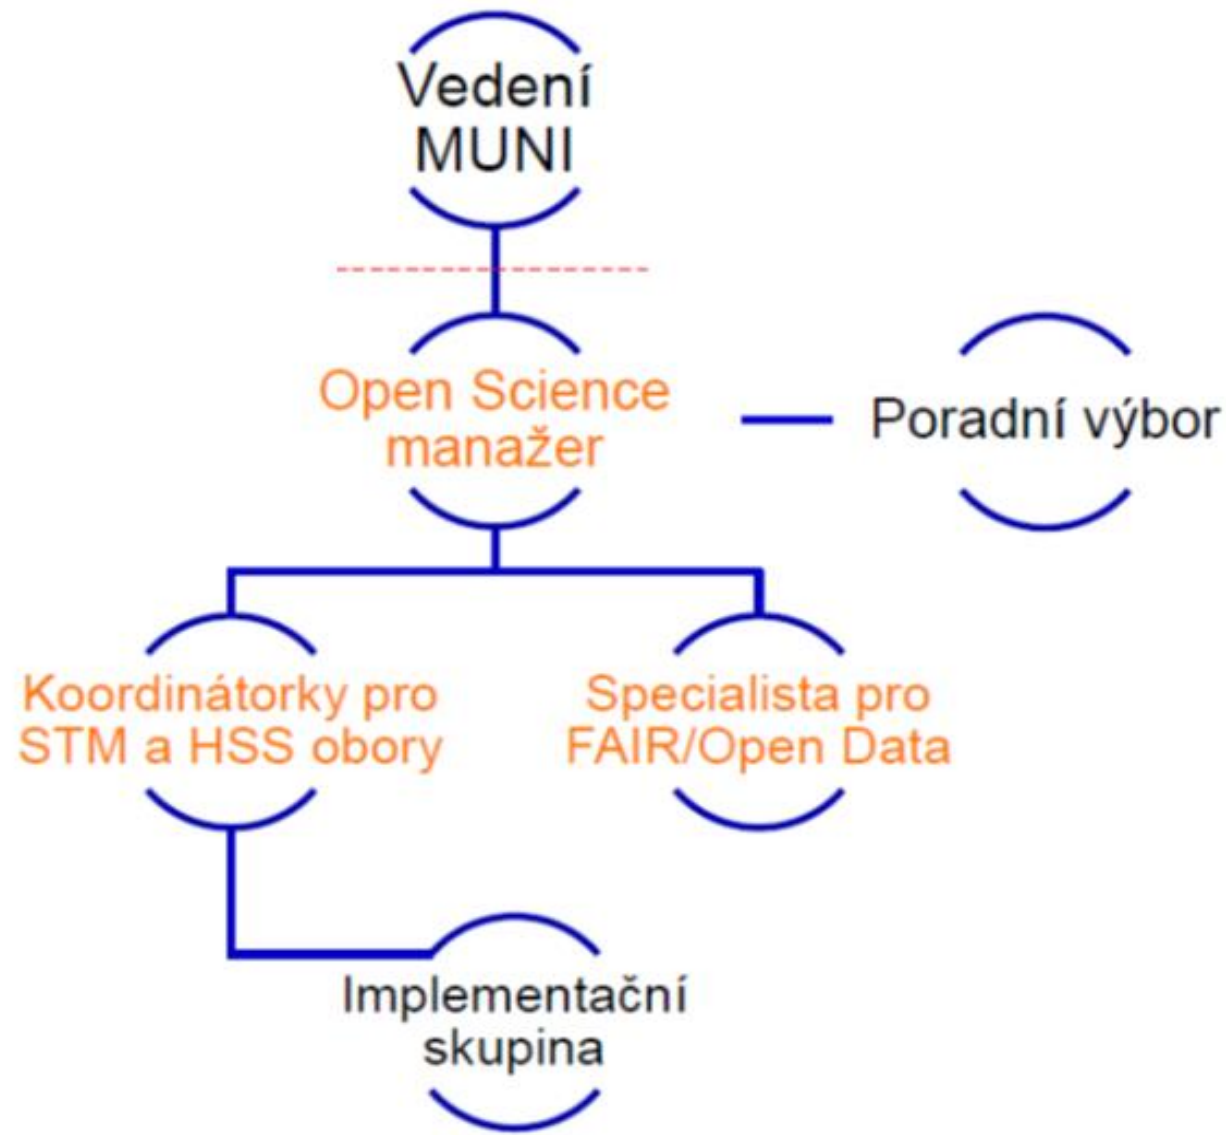 Vedení
MUNI
Open Science
manažer
Poradní výbor
Koordinátorky pro
STM a HSS obory
Specialista pro
FAIR/Open Data
Implementační
skupina